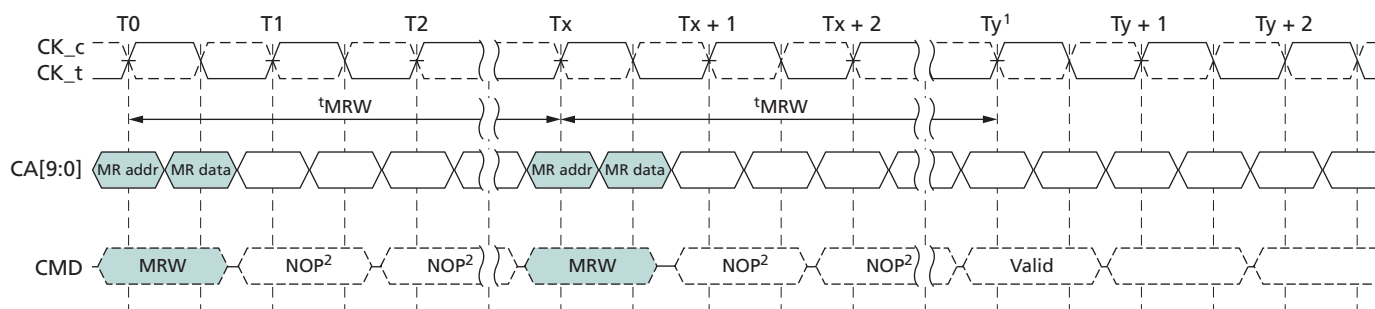 T0 T1 T2 Tx Tx + 1 Tx + 2 Ty¹ Ty + 1 Ty + 2
CK_c
CK_t
ᵗMRW ᵗMRW
CA[9:0] MR addr MR data MR addr MR data
CMD MRW NOP² NOP² MRW NOP² NOP² Valid